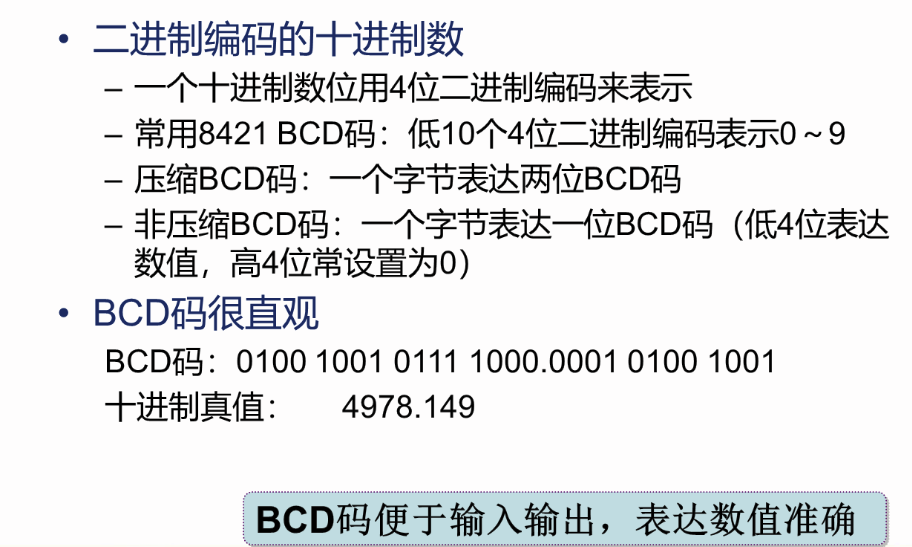 • 二进制编码的十进制数
– 一个十进制数位用4位二进制编码来表示
– 常用8421 BCD码：低10个4位二进制编码表示0～9
– 压缩BCD码：一个字节表达两位BCD码
– 非压缩BCD码：一个字节表达一位BCD码（低4位表达
数值，高4位常设置为0）
• BCD码很直观
BCD码：0100 1001 0111 1000.0001 0100 1001
十进制真值： 4978.149
BCD码便于输入输出，表达数值准确